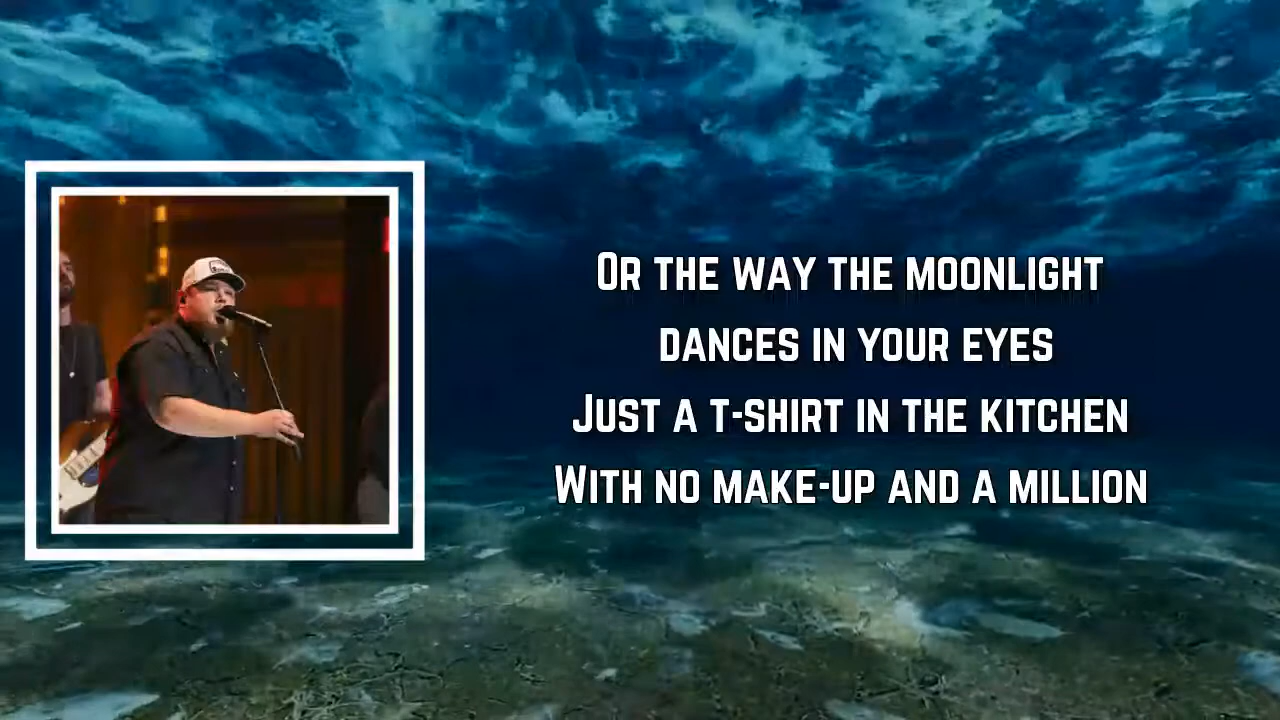 Or the way the moonlight
dances in your eyes
Just a t-shirt in the kitchen
With no make-up and a million